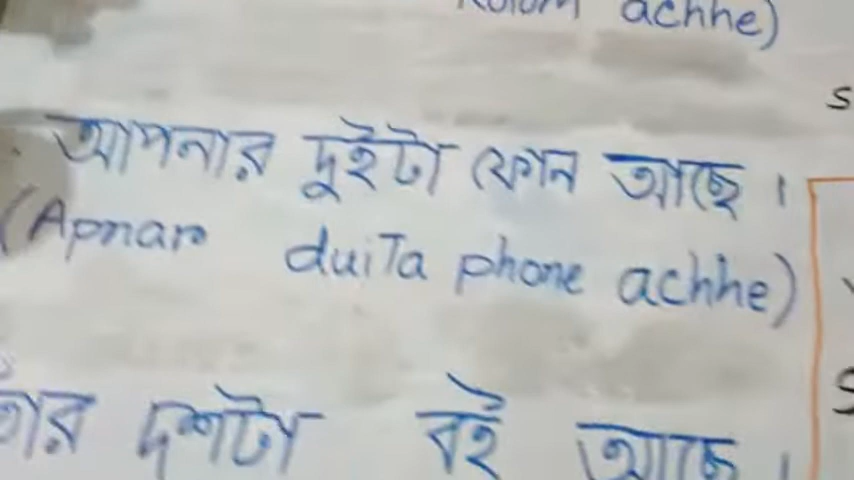 achhe)
আপনার দুইটা ফোন আছে।
(Apnar duiTa phone achhe)
দশটা বই আছে।